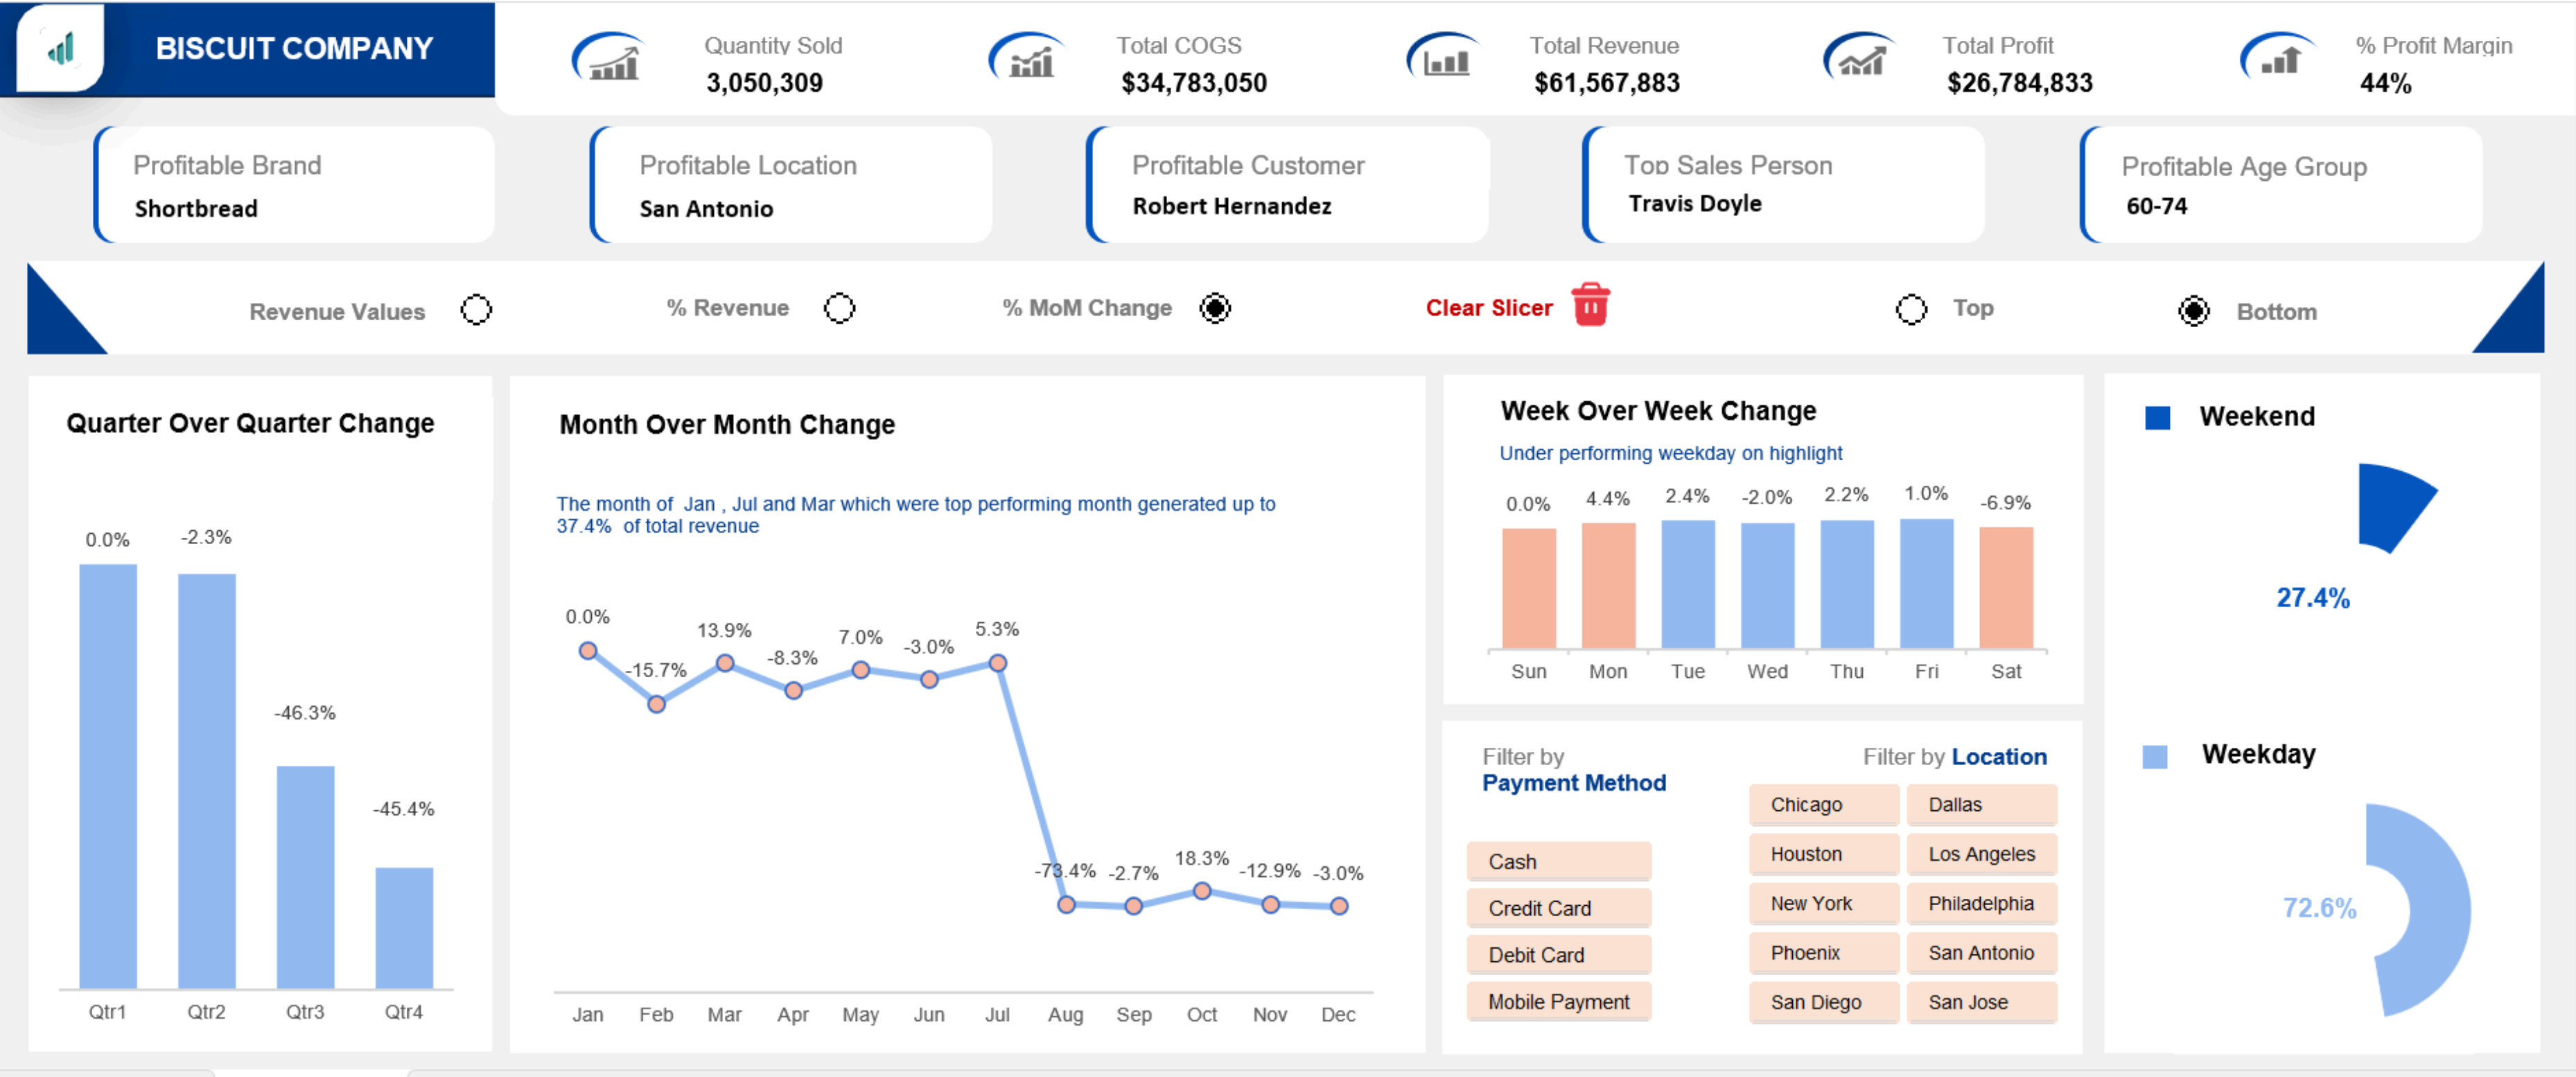 BISCUIT COMPANY
Quantity Sold
3,050,309
Total COGS
$34,783,050
Total Revenue
$61,567,883
Total Profit
$26,784,833
% Profit Margin
44%
Profitable Brand
Shortbread
Profitable Location
San Antonio
Profitable Customer
Robert Hernandez
Top Sales Person
Travis Doyle
Profitable Age Group
60-74
Revenue Values
% Revenue
% MoM Change
Clear Slicer
Top
Bottom
Quarter Over Quarter Change
0.0%
-2.3%
-46.3%
-45.4%
Qtr1
Qtr2
Qtr3
Qtr4
Month Over Month Change
The month of  Jan , Jul and Mar which were top performing month generated up to
37.4%  of total revenue
0.0%
-15.7%
13.9%
-8.3%
7.0%
-3.0%
5.3%
-73.4%
-2.7%
18.3%
-12.9%
-3.0%
Jan
Feb
Mar
Apr
May
Jun
Jul
Aug
Sep
Oct
Nov
Dec
Week Over Week Change
Under performing weekday on highlight
0.0%
4.4%
2.4%
-2.0%
2.2%
1.0%
-6.9%
Sun
Mon
Tue
Wed
Thu
Fri
Sat
Filter by
Payment Method
Cash
Credit Card
Debit Card
Mobile Payment
Filter by Location
Chicago
Dallas
Houston
Los Angeles
New York
Philadelphia
Phoenix
San Antonio
San Diego
San Jose
Weekend
27.4%
Weekday
72.6%